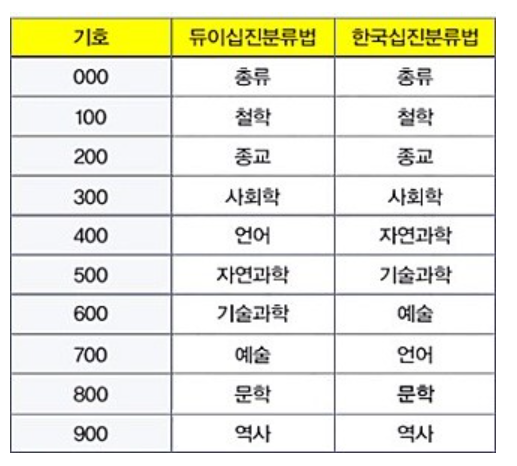 기호 듀이십진분류법 한국십진분류법
000 총류 총류
100 철학 철학
200 종교 종교
300 사회학 사회학
400 언어 자연과학
500 자연과학 기술과학
600 기술과학 예술
700 예술 언어
800 문학 문학
900 역사 역사